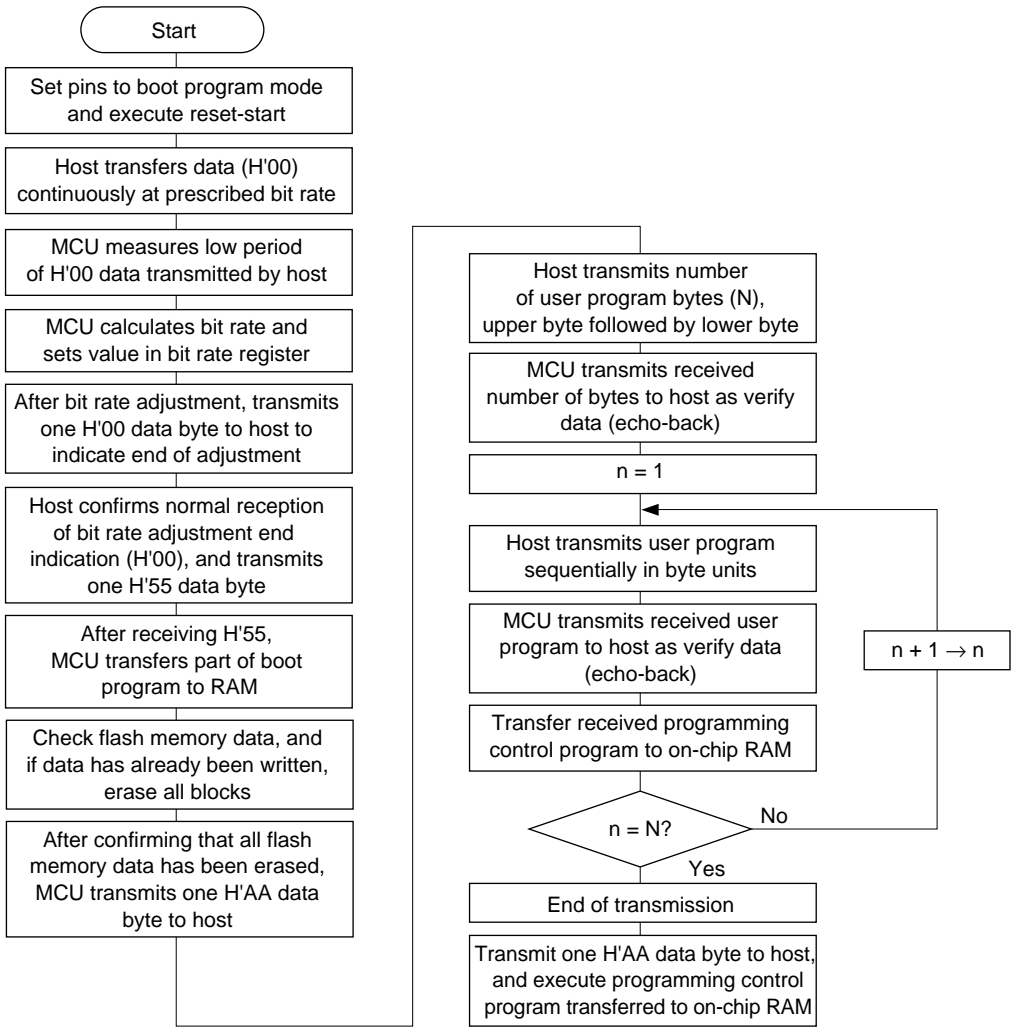 Start
Set pins to boot program mode
and execute reset-start
Host transfers data (H'00)
continuously at prescribed bit rate
MCU measures low period
of H'00 data transmitted by host
MCU calculates bit rate and
sets value in bit rate register
After bit rate adjustment, transmits
one H'00 data byte to host to
indicate end of adjustment
Host confirms normal reception
of bit rate adjustment end
indication (H'00), and transmits
one H'55 data byte
After receiving H'55,
MCU transfers part of boot
program to RAM
Check flash memory data, and
if data has already been written,
erase all blocks
After confirming that all flash
memory data has been erased,
MCU transmits one H'AA data
byte to host
Host transmits number
of user program bytes (N),
upper byte followed by lower byte
MCU transmits received
number of bytes to host as verify
data (echo-back)
n = 1
Host transmits user program
sequentially in byte units
MCU transmits received user
program to host as verify data
(echo-back)
n + 1 → n
Transfer received programming
control program to on-chip RAM
n = N?
No
Yes
End of transmission
Transmit one H'AA data byte to host,
and execute programming control
program transferred to on-chip RAM